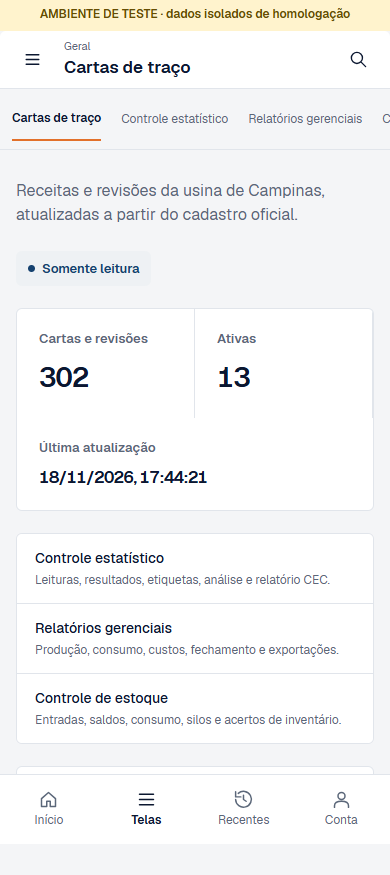 AMBIENTE DE TESTE · dados isolados de homologação
Geral
Cartas de traço
Cartas de traço Controle estatístico Relatórios gerenciais C
Receitas e revisões da usina de Campinas,
atualizadas a partir do cadastro oficial.
Somente leitura
Cartas e revisões
302
Ativas
13
Última atualização
18/11/2026, 17:44:21
Controle estatístico
Leituras, resultados, etiquetas, análise e relatório CEC.
Relatórios gerenciais
Produção, consumo, custos, fechamento e exportações.
Controle de estoque
Entradas, saldos, consumo, silos e acertos de inventário.
Início Telas Recentes Conta